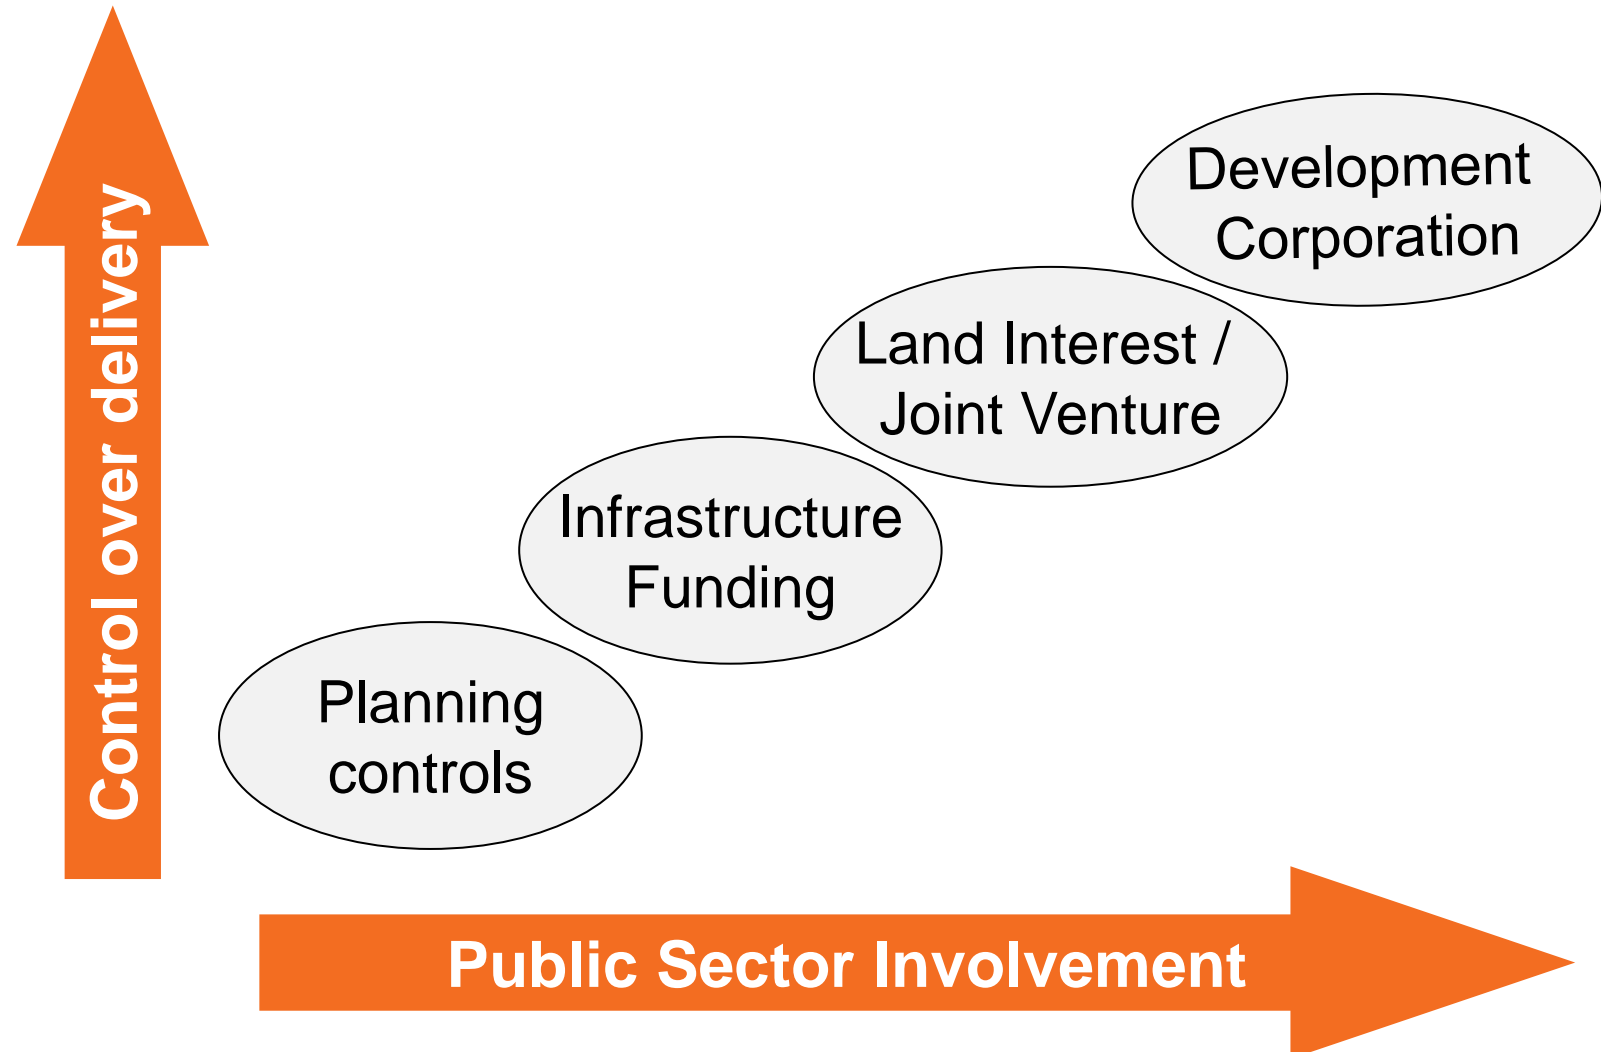 Control over delivery
Development
Corporation
Land Interest /
Joint Venture
Infrastructure
Funding
Planning
controls
Public Sector Involvement